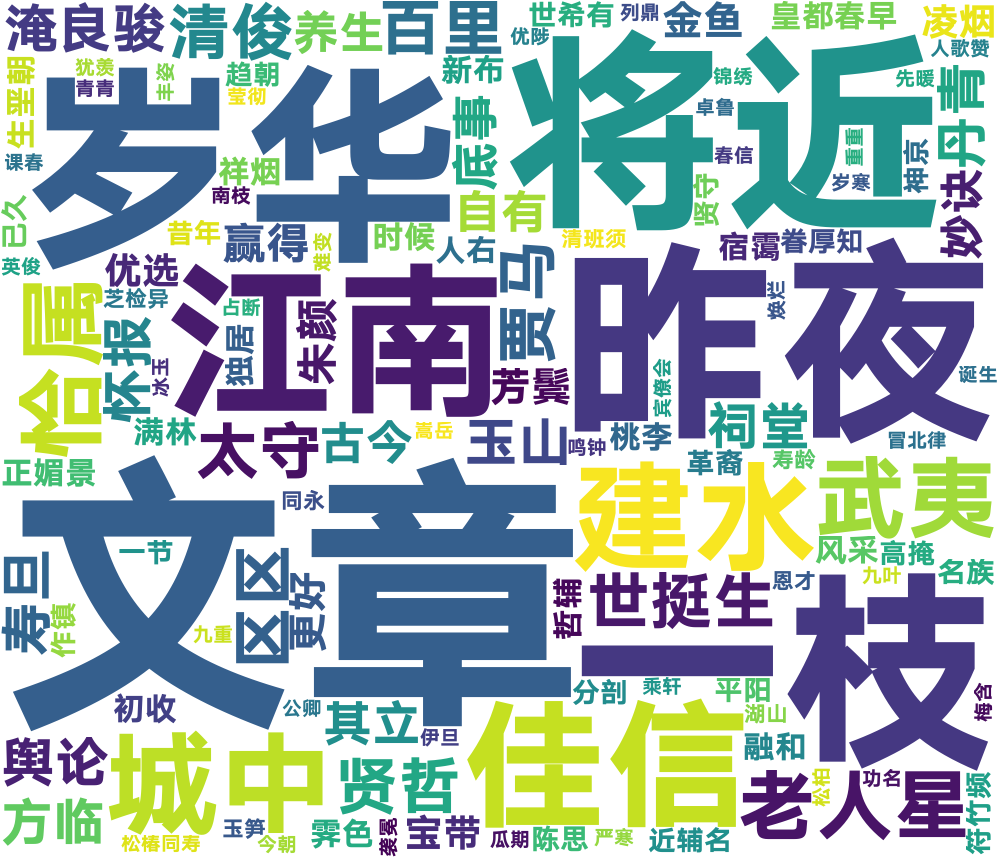 淹良骏
清俊
养生
百里
世希有
列鼎
金鱼
皇都春早
凌烟
优陟
人歌赞
生坙朝
犹羡
青青
丰姿
趋朝
莹彻
新布
锦绣
先暖
卓鲁
丹青
岁华
将近
底事
重重
课春
祥烟
春信
神京
南枝
贤守
岁寒
妙诀
已久
昔年
赢得
难变
时候
自有
人右
清班须
宿霭
眷厚知
英俊
优选
芝检异
恰属
江南
占断
朱颜
贾马
昨夜
焕烂
怀报
冰玉
独居
芳鬓
宾僚会
诞生
满林
太守
古今
嵩岳
玉山
鸣钟
桃李
祠堂
冒北律
正媚景
革裔
寿龄
文章
同永
建水
武夷
一节
风采
高掩
寿旦
作镇
区区
更好
哲辅
世挺生
恩才
九叶
名族
九重
一枝
初收
公卿
分剖
乘轩
平阳
湖山
梅含
舆论
城中
其立
伊旦
佳信
融和
方临
贤哲
老人星
松柏
功名
符竹频
松椿同寿
玉笋
今朝
霁色
袭冕
宝带
瓜期
陈思
严寒
近辅名